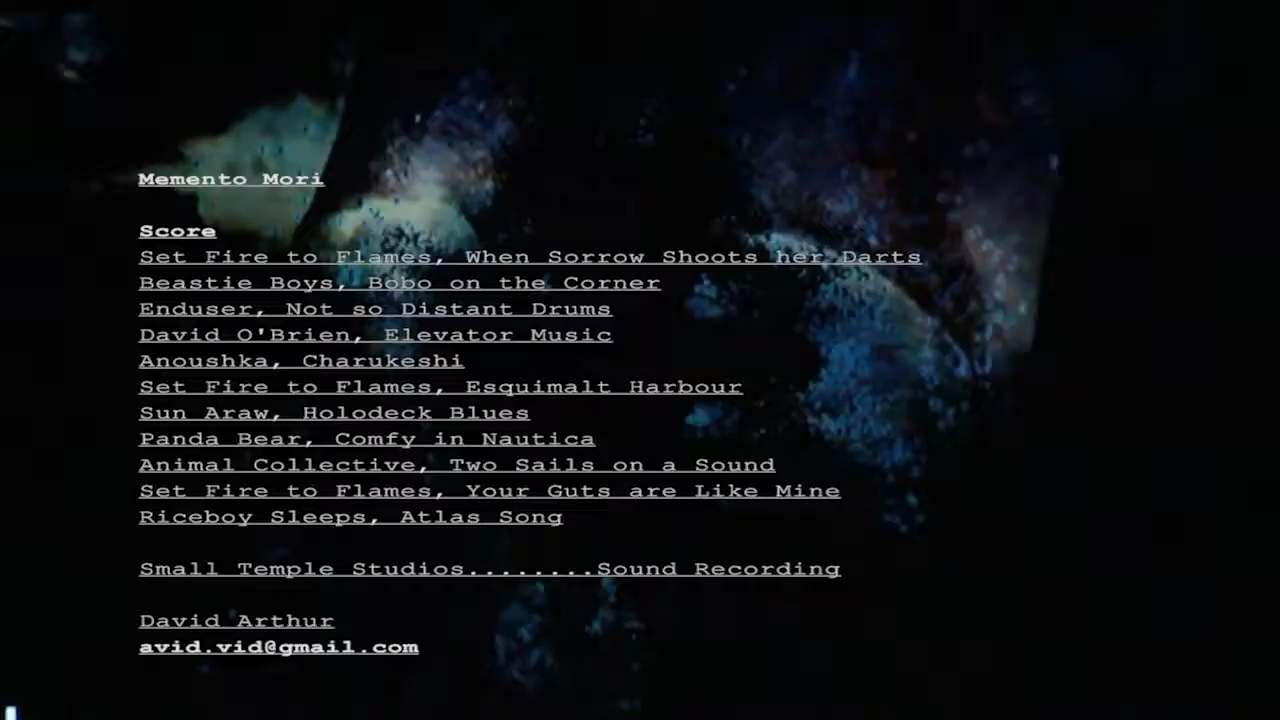 Memento Mori
Score
Set Fire to Flames, When Sorrow Shoots her Darts
Beastie Boys, Bobo on the Corner
Enduser, Not so Distant Drums
David O'Brien, Elevator Music
Anoushka, Charukeshi
Set Fire to Flames, Esquimalt Harbour
Sun Araw, Holodeck Blues
Panda Bear, Comfy in Nautica
Animal Collective, Two Sails on a Sound
Set Fire to Flames, Your Guts are Like Mine
Riceboy Sleeps, Atlas Song
Small Temple Studios........Sound Recording
David Arthur
avid.vid@gmail.com